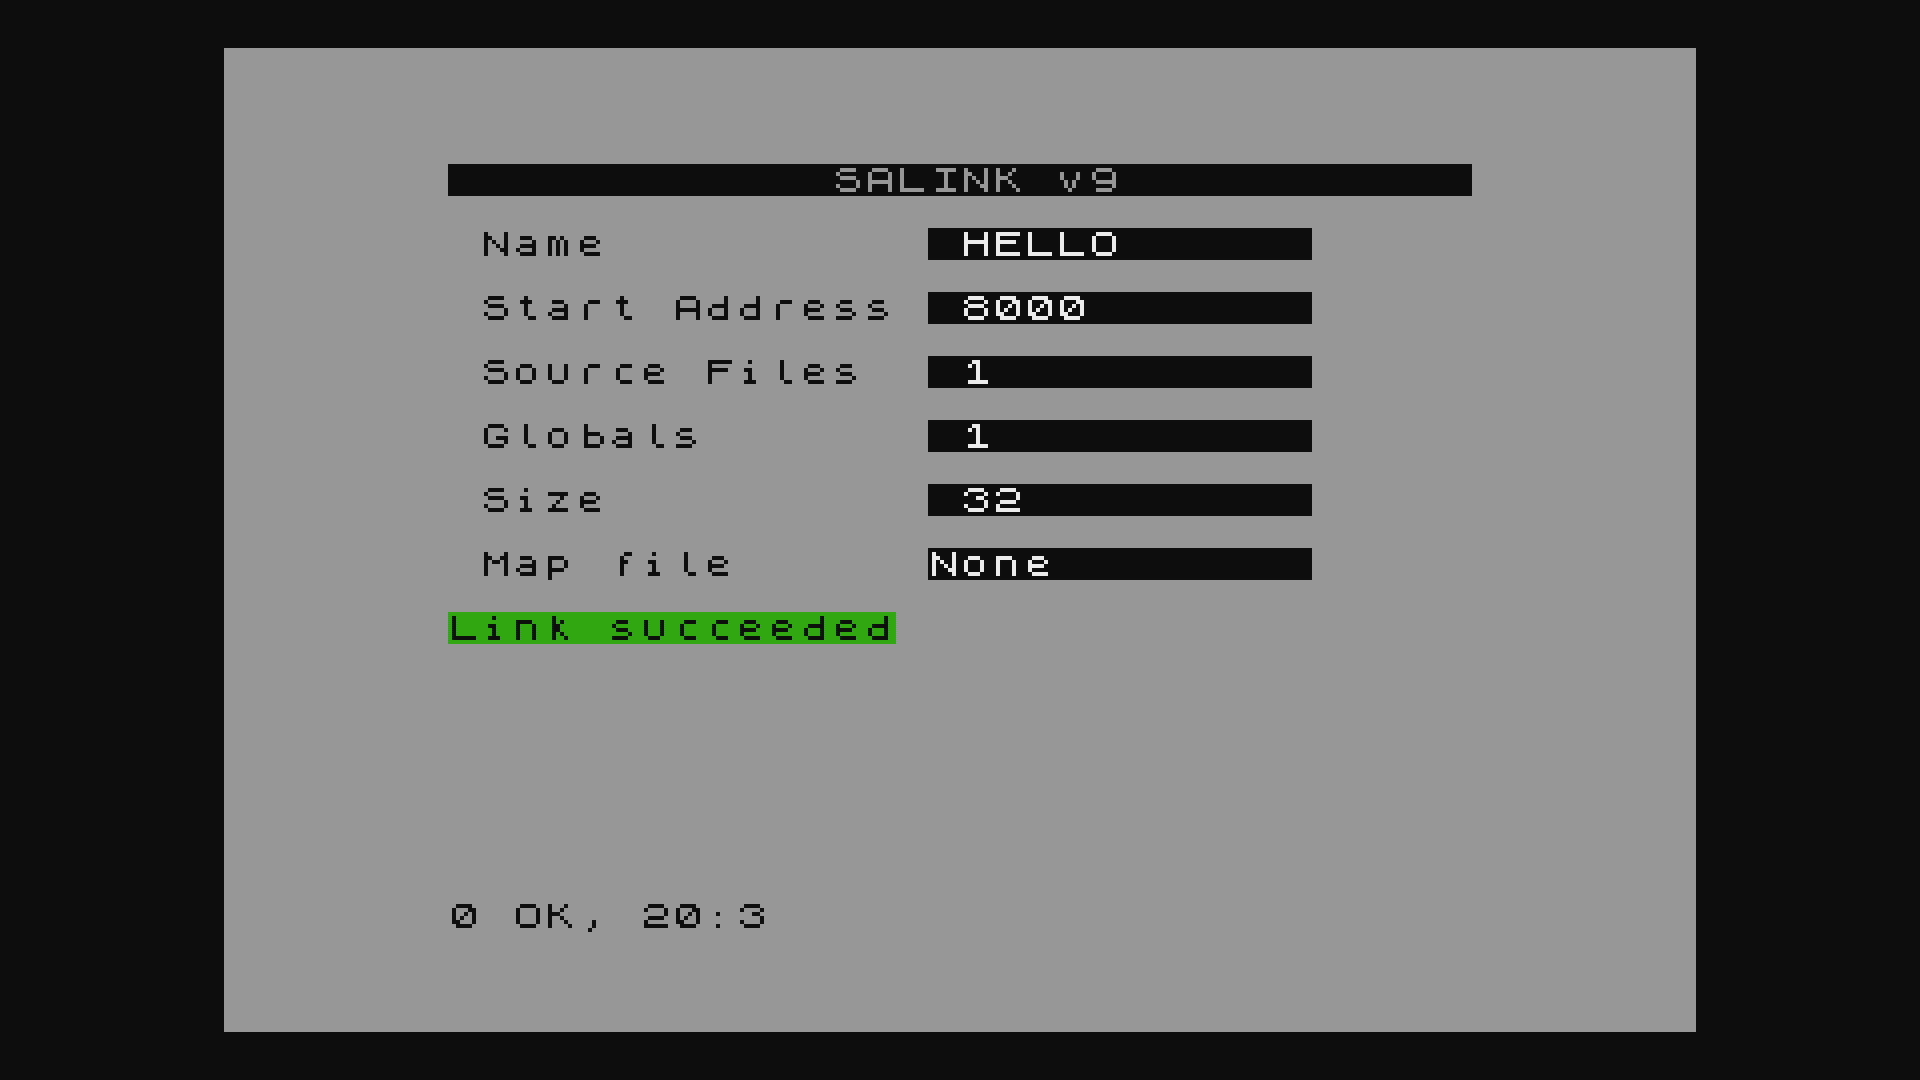 SALINK v9
Name HELLO
Start Address 8000
Source Files 1
Globals 1
Size 32
Map file None
Link succeeded
0 OK, 20:3